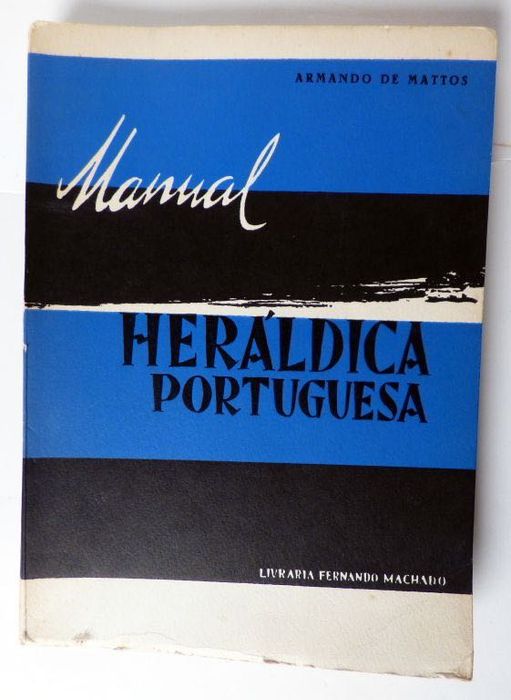 ARMANDO DE MATTOS
Manual
HERÁLDICA
PORTUGUESA
LIVRARIA FERNANDO MACHADO